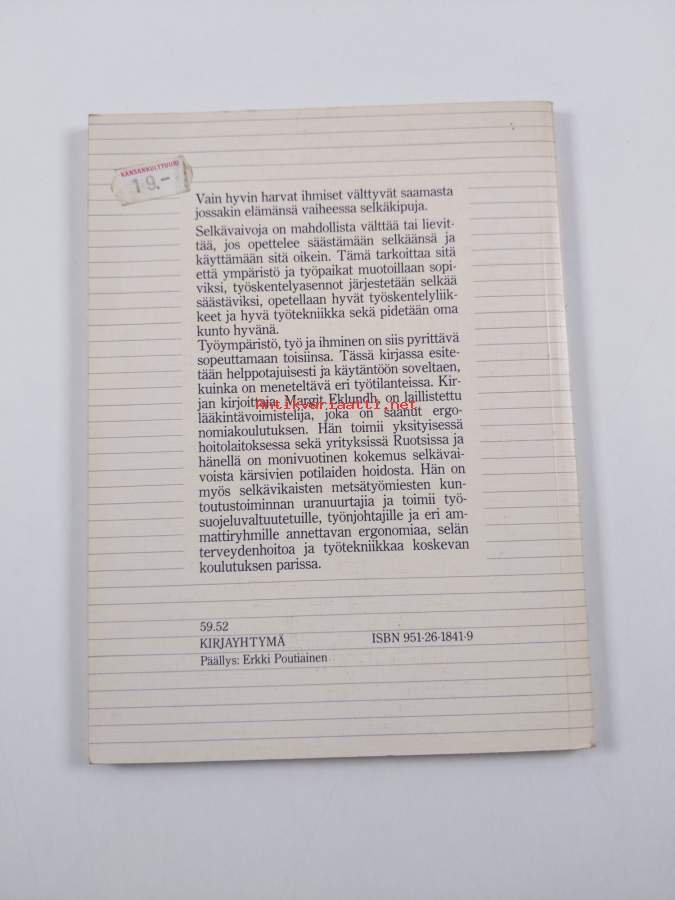 KANSANKULTTUURI
19.-
Vain hyvin harvat ihmiset välttyvät saamasta
jossakin elämänsä vaiheessa selkäkipuja.
Selkävaivoja on mahdollista välttää tai lievit-
tää, jos opettelee säästämään selkäänsä ja
käyttämään sitä oikein. Tämä tarkoittaa sitä
että ympäristö ja työpaikat muotoillaan sopi-
viksi, työskentelyasennot järjestetään selkää
säästäviksi, opetellaan hyvät työskentelyliik-
keet ja hyvä työtekniikka sekä pidetään oma
kunto hyvänä.
Työympäristö, työ ja ihminen on siis pyrittävä
sopeuttamaan toisiinsa. Tässä kirjassa esite-
tään helppotajuisesti ja käytäntöön soveltaen,
kuinka on meneteltävä eri työtilanteissa. Kir-
jan kirjoittaja, Margit Eklundh, on laillistettu
Antikvariaatti.net
lääkintävoimistelija, joka on saanut ergo-
nomiakoulutuksen. Hän toimii yksityisessä
hoitolaitoksessa sekä yrityksissä Ruotsissa ja
hänellä on monivuotinen kokemus selkävai-
voista kärsivien potilaiden hoidosta. Hän on
myös selkävikaisten metsätyömiesten kun-
toutustoiminnan uranuurtajia ja toimii työ-
suojeluvaltuutetuille, työnjohtajille ja eri am-
mattiryhmille annettavan ergonomiaa, selän
terveydenhoitoa ja työtekniikkaa koskevan
koulutuksen parissa.
59.52
KIRJAYHTYMÄ ISBN 951-26-1841-9
Päällys: Erkki Poutiainen